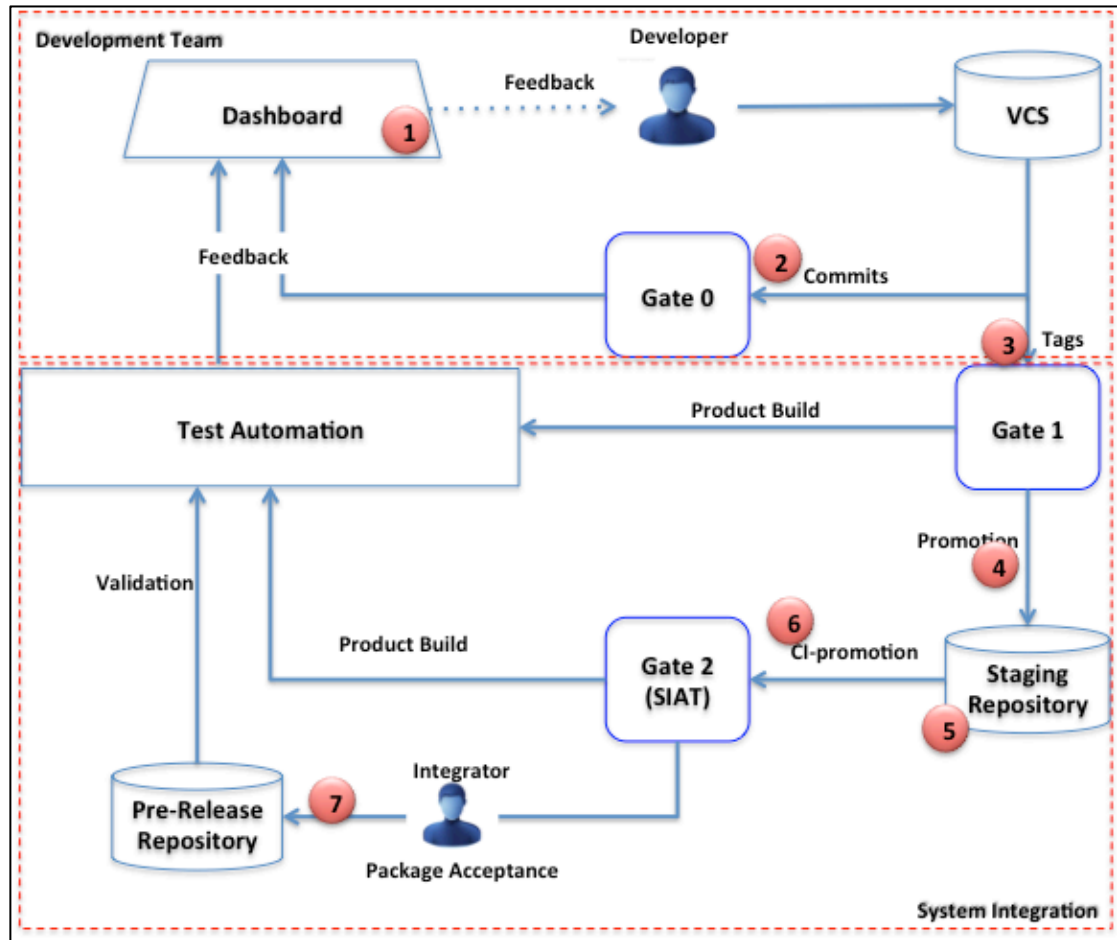 Development Team
Developer
Feedback
Dashboard
1
VCS
2
Commits
Gate 0
Feedback
3
Tags
Test Automation
Product Build
Gate 1
Promotion
4
Validation
6
CI-promotion
Product Build
Gate 2
(SIAT)
Staging
Repository
5
Integrator
7
Pre-Release
Repository
Package Acceptance
System Integration